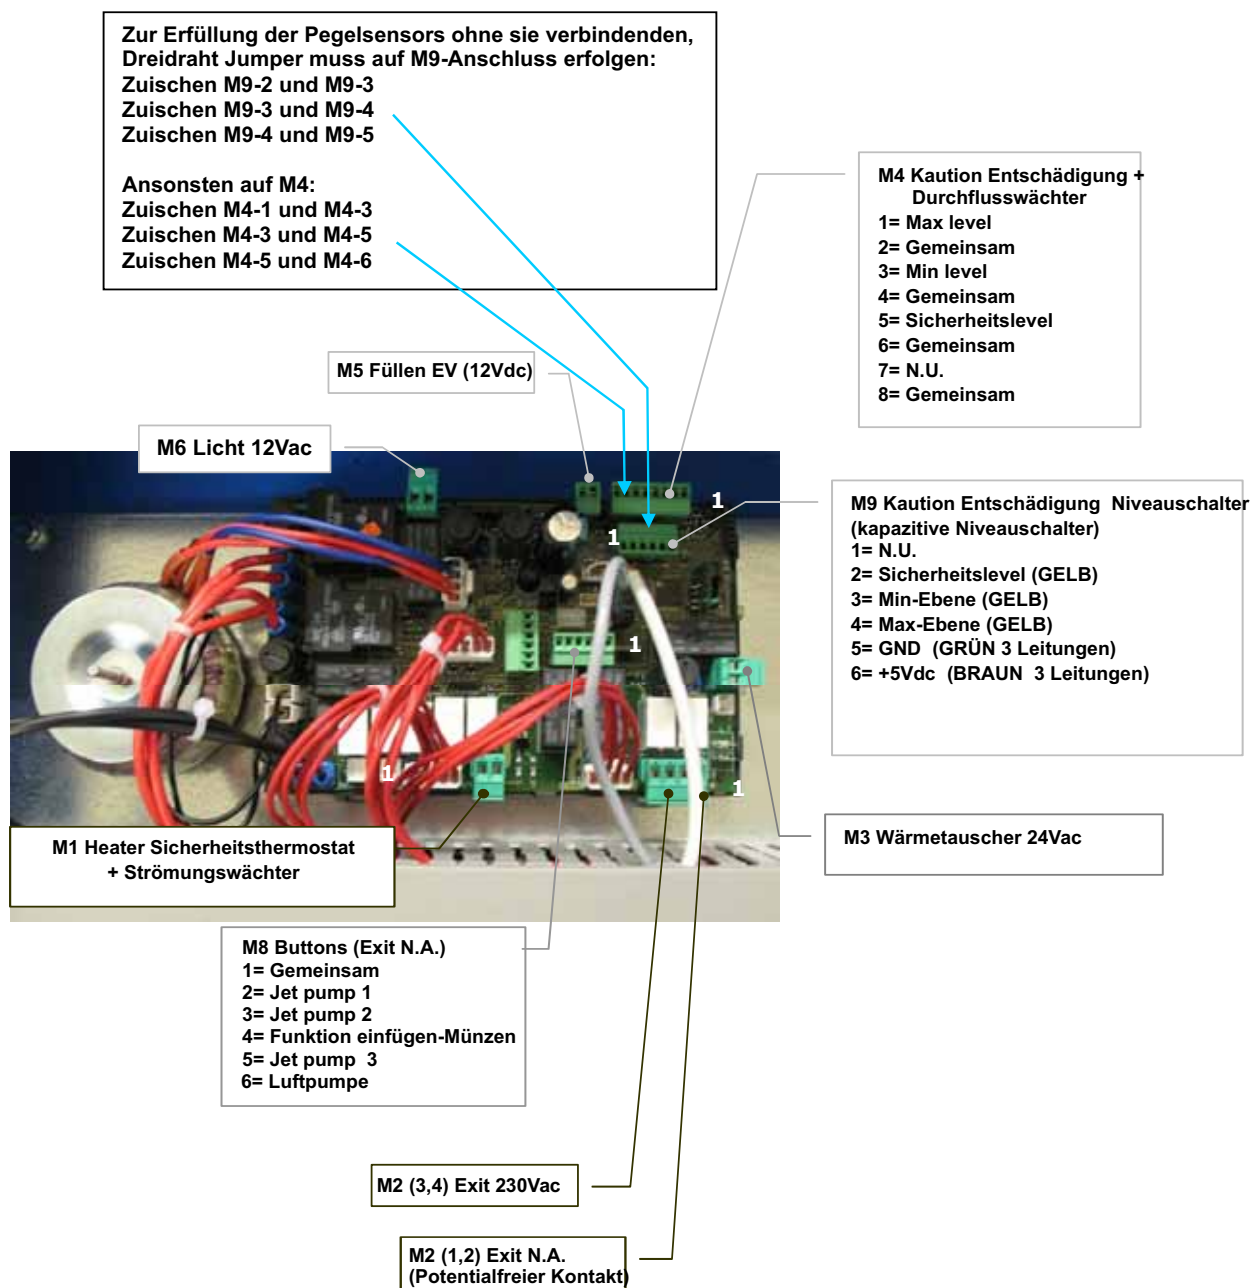 Zur Erfüllung der Pegelsensors ohne sie verbindenden,
Dreidraht Jumper muss auf M9-Anschluss erfolgen:
Zuischen M9-2 und M9-3
Zuischen M9-3 und M9-4
Zuischen M9-4 und M9-5
Ansonsten auf M4:
Zuischen M4-1 und M4-3
Zuischen M4-3 und M4-5
Zuischen M4-5 und M4-6
M4 Kaution Entschädigung +
Durchflusswächter
1= Max level
2= Gemeinsam
3= Min level
4= Gemeinsam
5= Sicherheitslevel
6= Gemeinsam
7= N.U.
8= Gemeinsam
M5 Füllen EV (12Vdc)
M6 Licht 12Vac
1
1
1
1
1
M9 Kaution Entschädigung Niveauschalter
(kapazitive Niveauschalter)
1= N.U.
2= Sicherheitslevel (GELB)
3= Min-Ebene (GELB)
4= Max-Ebene (GELB)
5= GND (GRÜN 3 Leitungen)
6= +5Vdc (BRAUN 3 Leitungen)
M3 Wärmetauscher 24Vac
M1 Heater Sicherheitsthermostat
+ Strömungswächter
M8 Buttons (Exit N.A.)
1= Gemeinsam
2= Jet pump 1
3= Jet pump 2
4= Funktion einfügen-Münzen
5= Jet pump 3
6= Luftpumpe
M2 (3,4) Exit 230Vac
M2 (1,2) Exit N.A.
(Potentialfreier Kontakt)